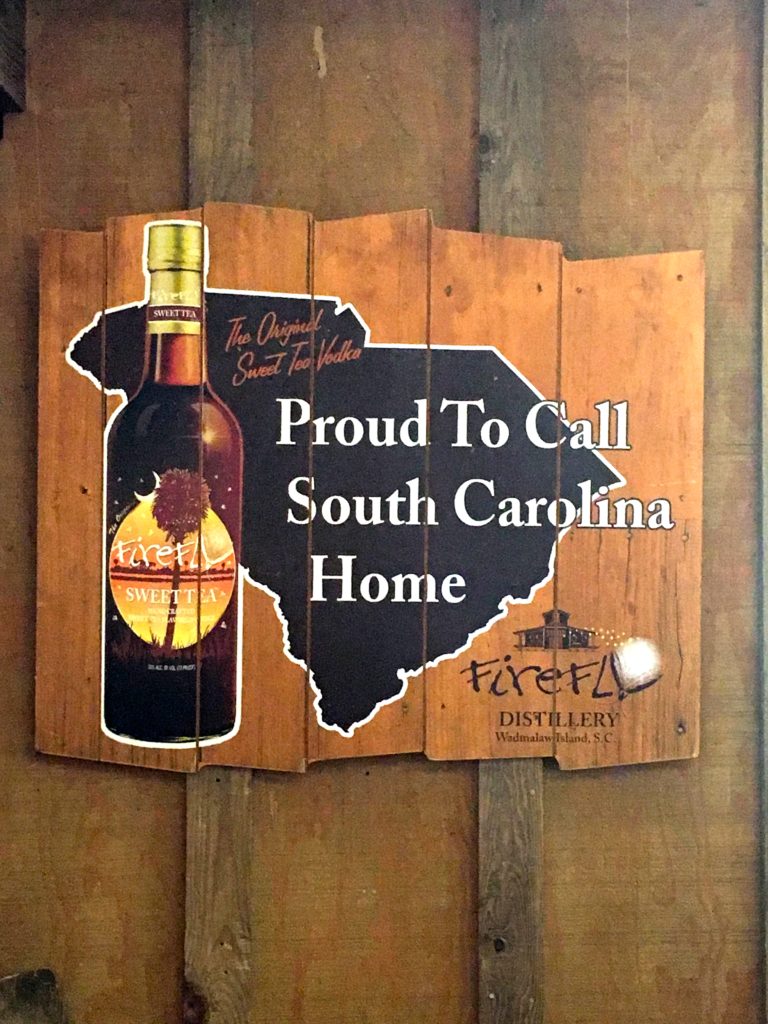 The Original
Sweet Tea Vodka
Proud To Call
South Carolina
Home
Firefly
SWEET TEA
Firefly
SWEET TEA
Firefly
DISTILLERY
Wadmalaw Island, S.C.